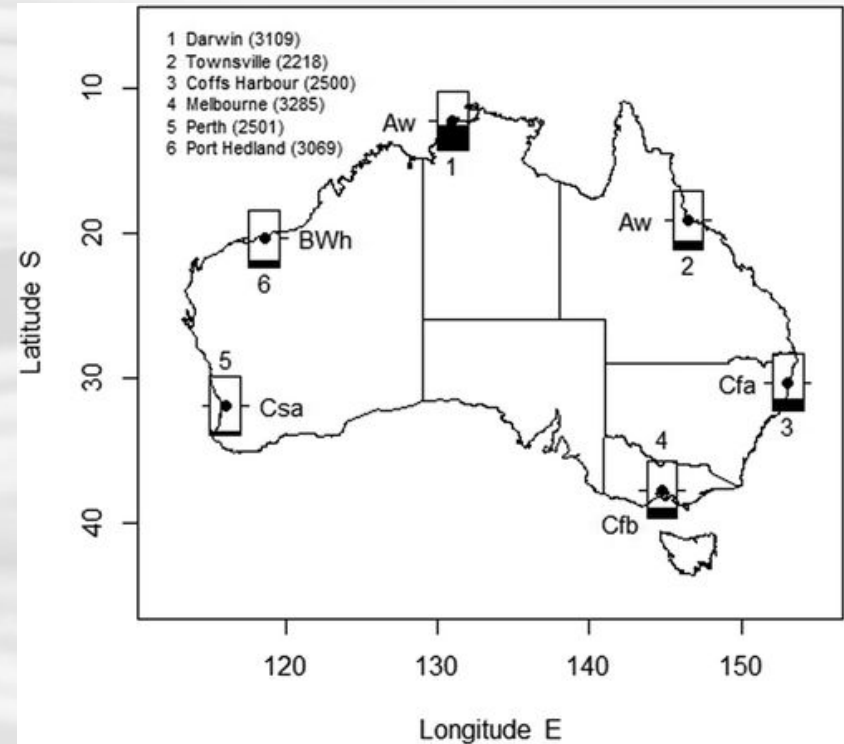 1 Darwin (3109)
2 Townsville (2218)
3 Coffs Harbour (2500)
4 Melbourne (3285)
5 Perth (2501)
6 Port Hedland (3069)
10
Aw
1
20
Aw
BWh
2
6
Latitude S
30
5
Cfa
Csa
4
3
Cfb
40
120
130
140
150
Longitude E